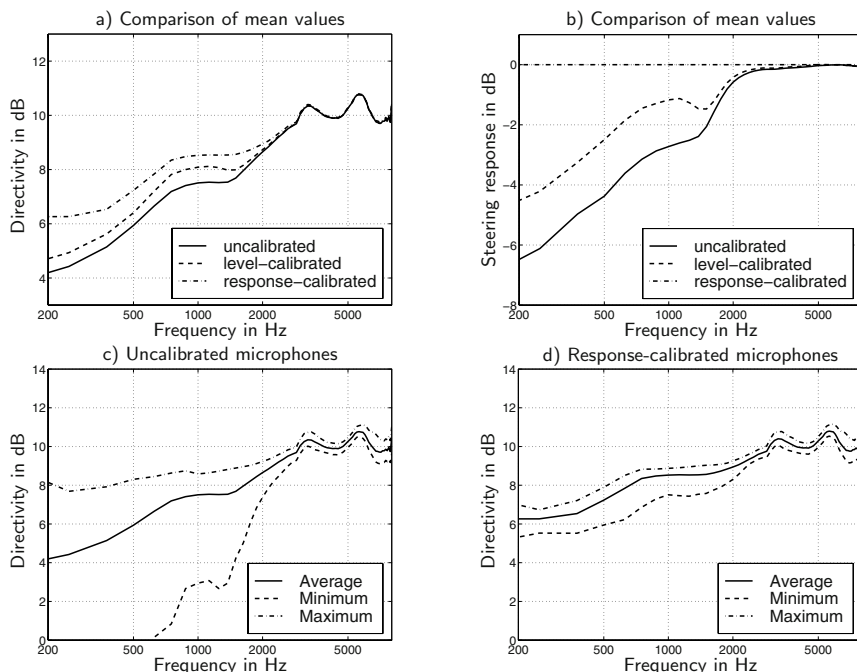 a) Comparison of mean values
12
10
8
6
4
Directivity in dB
200
500
1000
2000
5000
Frequency in Hz
uncalibrated
level-calibrated
response-calibrated
b) Comparison of mean values
0
−2
−4
−6
−8
Steering response in dB
200
500
1000
2000
5000
Frequency in Hz
uncalibrated
level-calibrated
response-calibrated
c) Uncalibrated microphones
14
12
10
8
6
4
2
0
Directivity in dB
200
500
1000
2000
5000
Frequency in Hz
Average
Minimum
Maximum
d) Response-calibrated microphones
14
12
10
8
6
4
2
0
Directivity in dB
200
500
1000
2000
5000
Frequency in Hz
Average
Minimum
Maximum